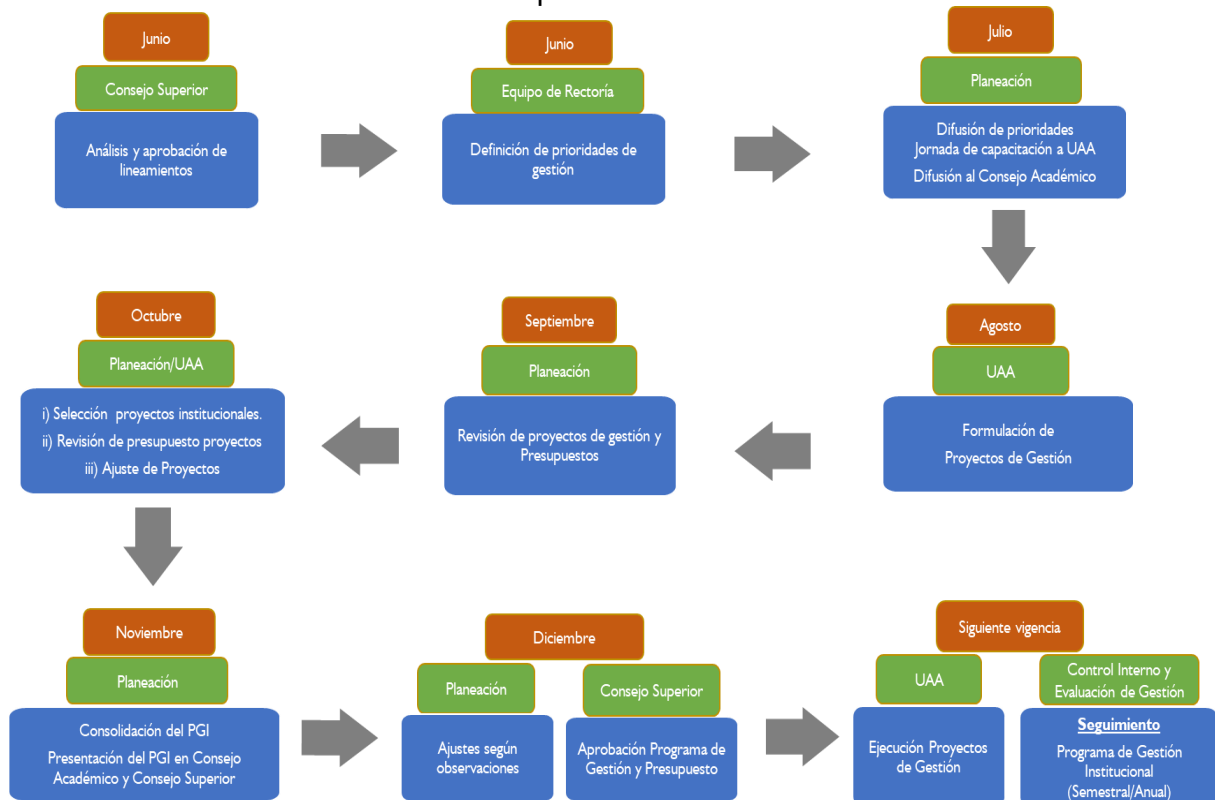 Junio
Consejo Superior
Análisis y aprobación de
lineamientos
Junio
Equipo de Rectoría
Definición de prioridades de
gestión
Julio
Planeación
Difusión de prioridades
Jornada de capacitación a UAA
Difusión al Consejo Académico
Agosto
UAA
Formulación de
Proyectos de Gestión
Septiembre
Planeación
Revisión de proyectos de gestión y
Presupuestos
Octubre
Planeación/UAA
i) Selección proyectos institucionales.
ii) Revisión de presupuesto proyectos
iii) Ajuste de Proyectos
Noviembre
Planeación
Consolidación del PGI
Presentación del PGI en Consejo
Académico y Consejo Superior
Diciembre
Planeación
Ajustes según
observaciones
Consejo Superior
Aprobación Programa de
Gestión y Presupuesto
Siguiente vigencia
UAA
Ejecución Proyectos
de Gestión
Control Interno y
Evaluación de Gestión
Seguimiento
Programa de Gestión
Institucional
(Semestral/Anual)